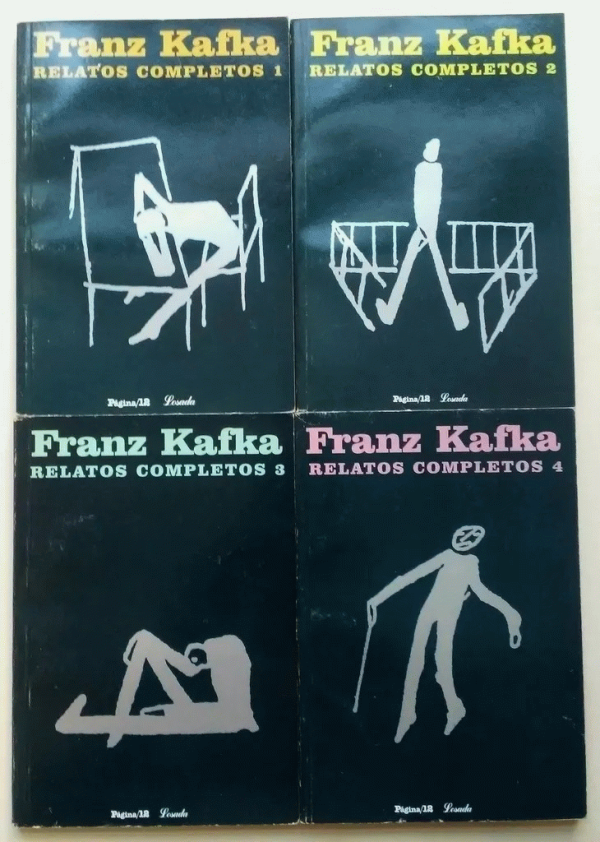 Franz Kafka
RELATOS COMPLETOS 1
Página/12 Losada
Franz Kafka
RELATOS COMPLETOS 2
Página/12 Losada
Franz Kafka
RELATOS COMPLETOS 3
Página/12 Losada
Franz Kafka
RELATOS COMPLETOS 4
Página/12 Losada